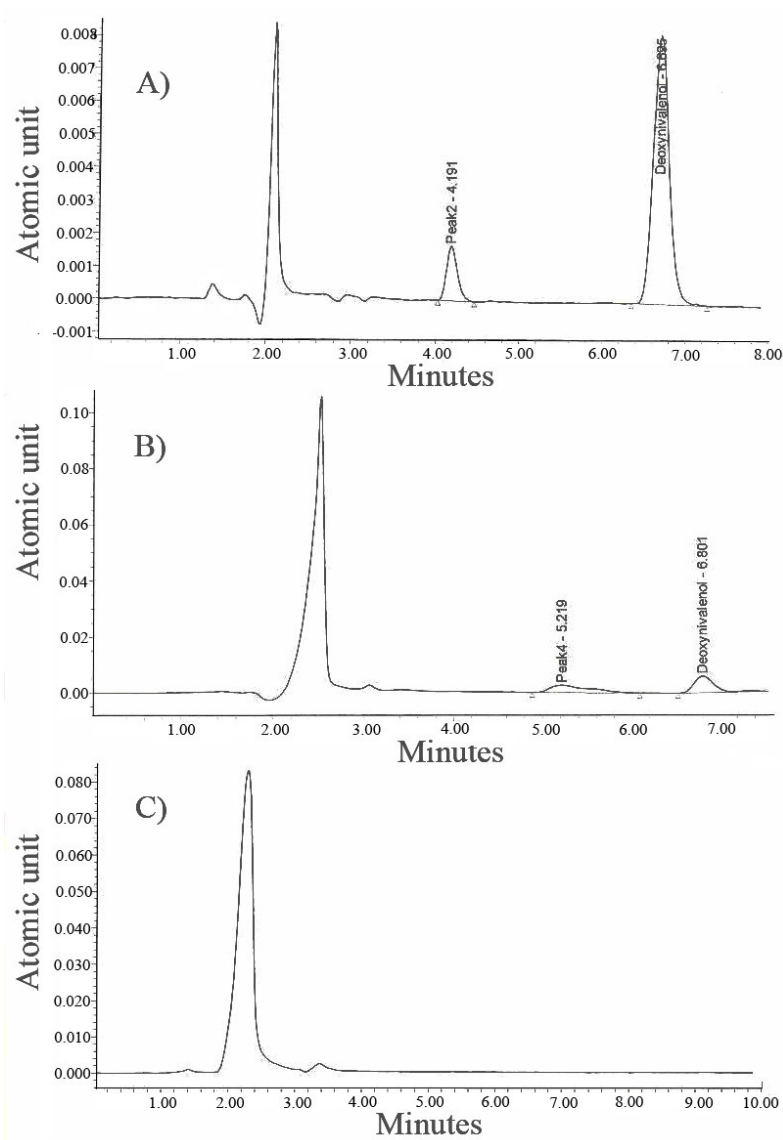 A)
Atomic unit
0.008
0.007
0.006
0.005
0.004
0.003
0.002
0.001
0.000
-0.001
Peak2 - 4.191
Deoxynivalenol - 6.695
1.00 2.00 3.00 4.00 5.00 6.00 7.00 8.00
Minutes
B)
Atomic unit
0.10
0.08
0.06
0.04
0.02
0.00
Peak4 - 5.219
Deoxynivalenol - 6.801
1.00 2.00 3.00 4.00 5.00 6.00 7.00
Minutes
C)
Atomic unit
0.080
0.070
0.060
0.050
0.040
0.030
0.020
0.010
0.000
1.00 2.00 3.00 4.00 5.00 6.00 7.00 8.00 9.00 10.00
Minutes